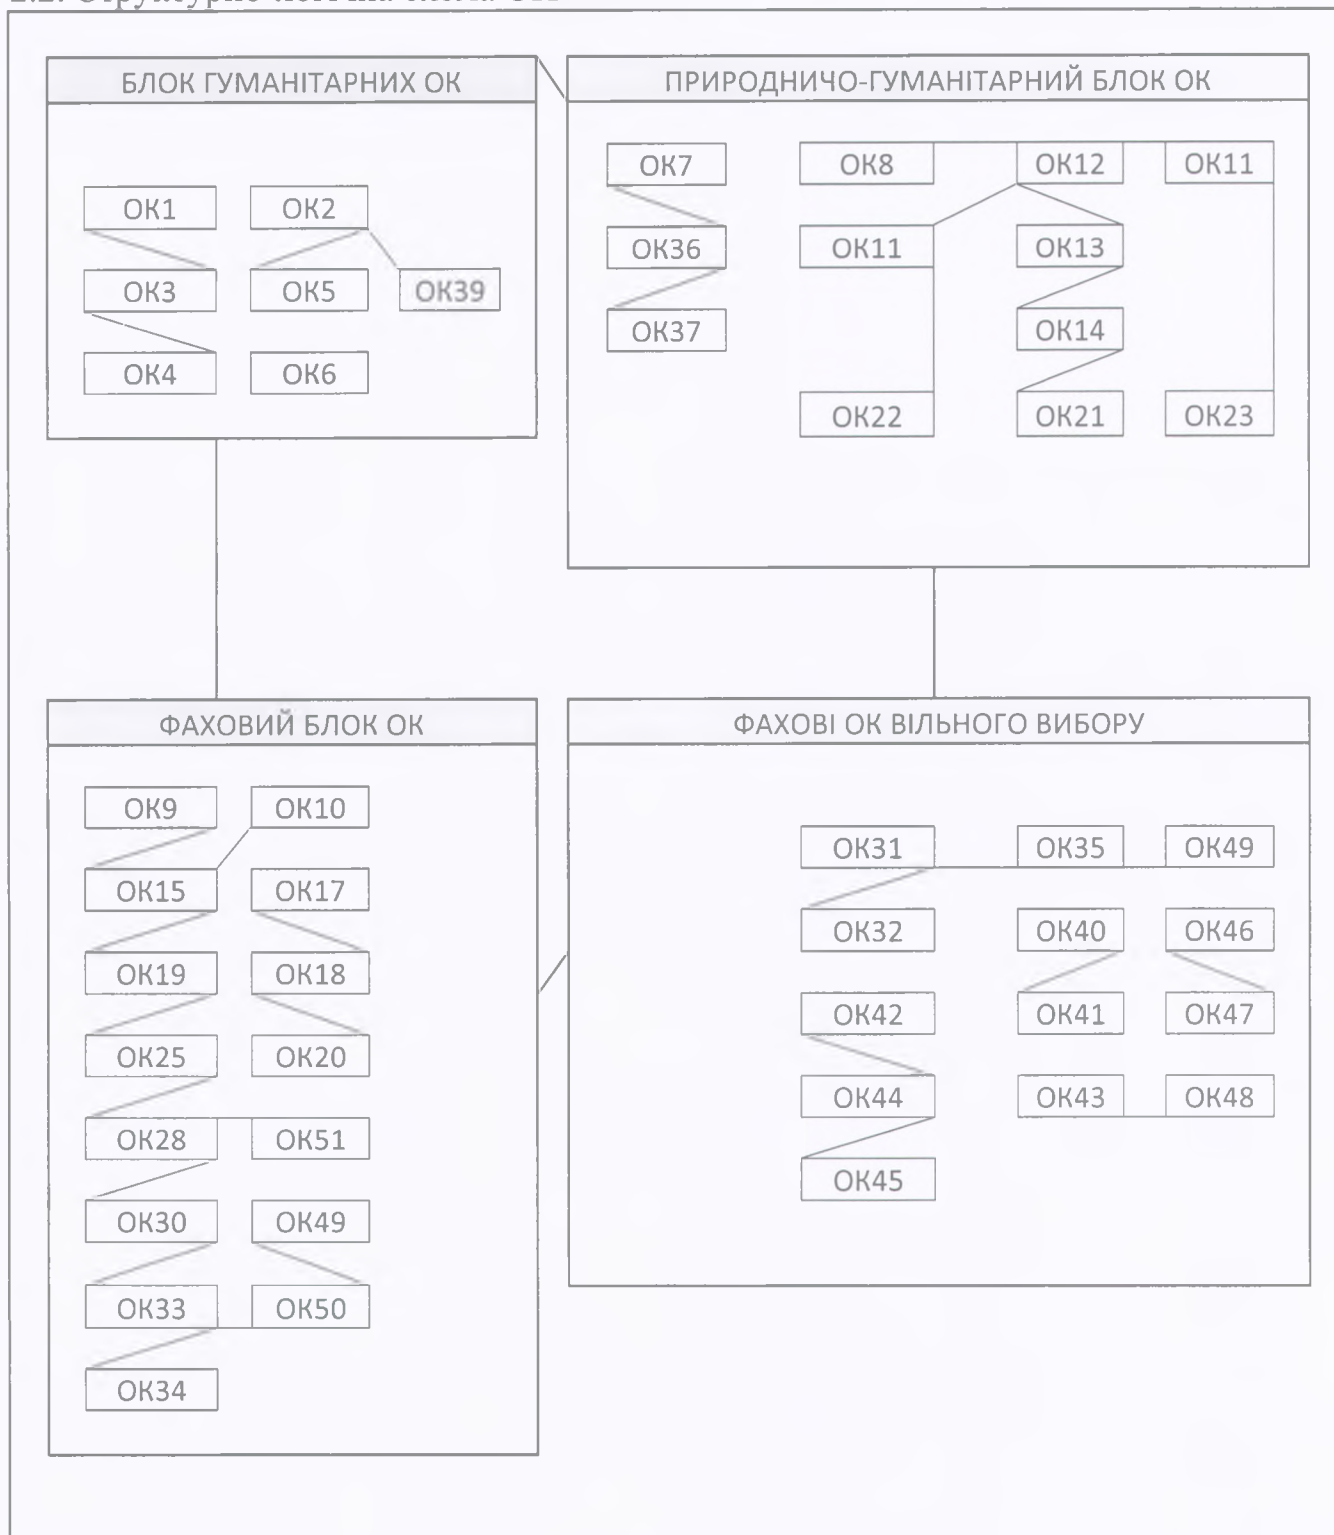 БЛОК ГУМАНІТАРНИХ ОК
ОК1 ОК2
ОК3 ОК5 ОК39
ОК4 ОК6
ПРИРОДНИЧО-ГУМАНІТАРНИЙ БЛОК ОК
ОК7 ОК8 ОК12 ОК11
ОК36 ОК11 ОК13
ОК37 ОК14
ОК22 ОК21 ОК23
ФАХОВИЙ БЛОК ОК
ОК9 ОК10
ОК15 ОК17
ОК19 ОК18
ОК25 ОК20
ОК28 ОК51
ОК30 ОК49
ОК33 ОК50
ОК34
ФАХОВІ ОК ВІЛЬНОГО ВИБОРУ
ОК31 ОК35 ОК49
ОК32 ОК40 ОК46
ОК42 ОК41 ОК47
ОК44 ОК43 ОК48
ОК45